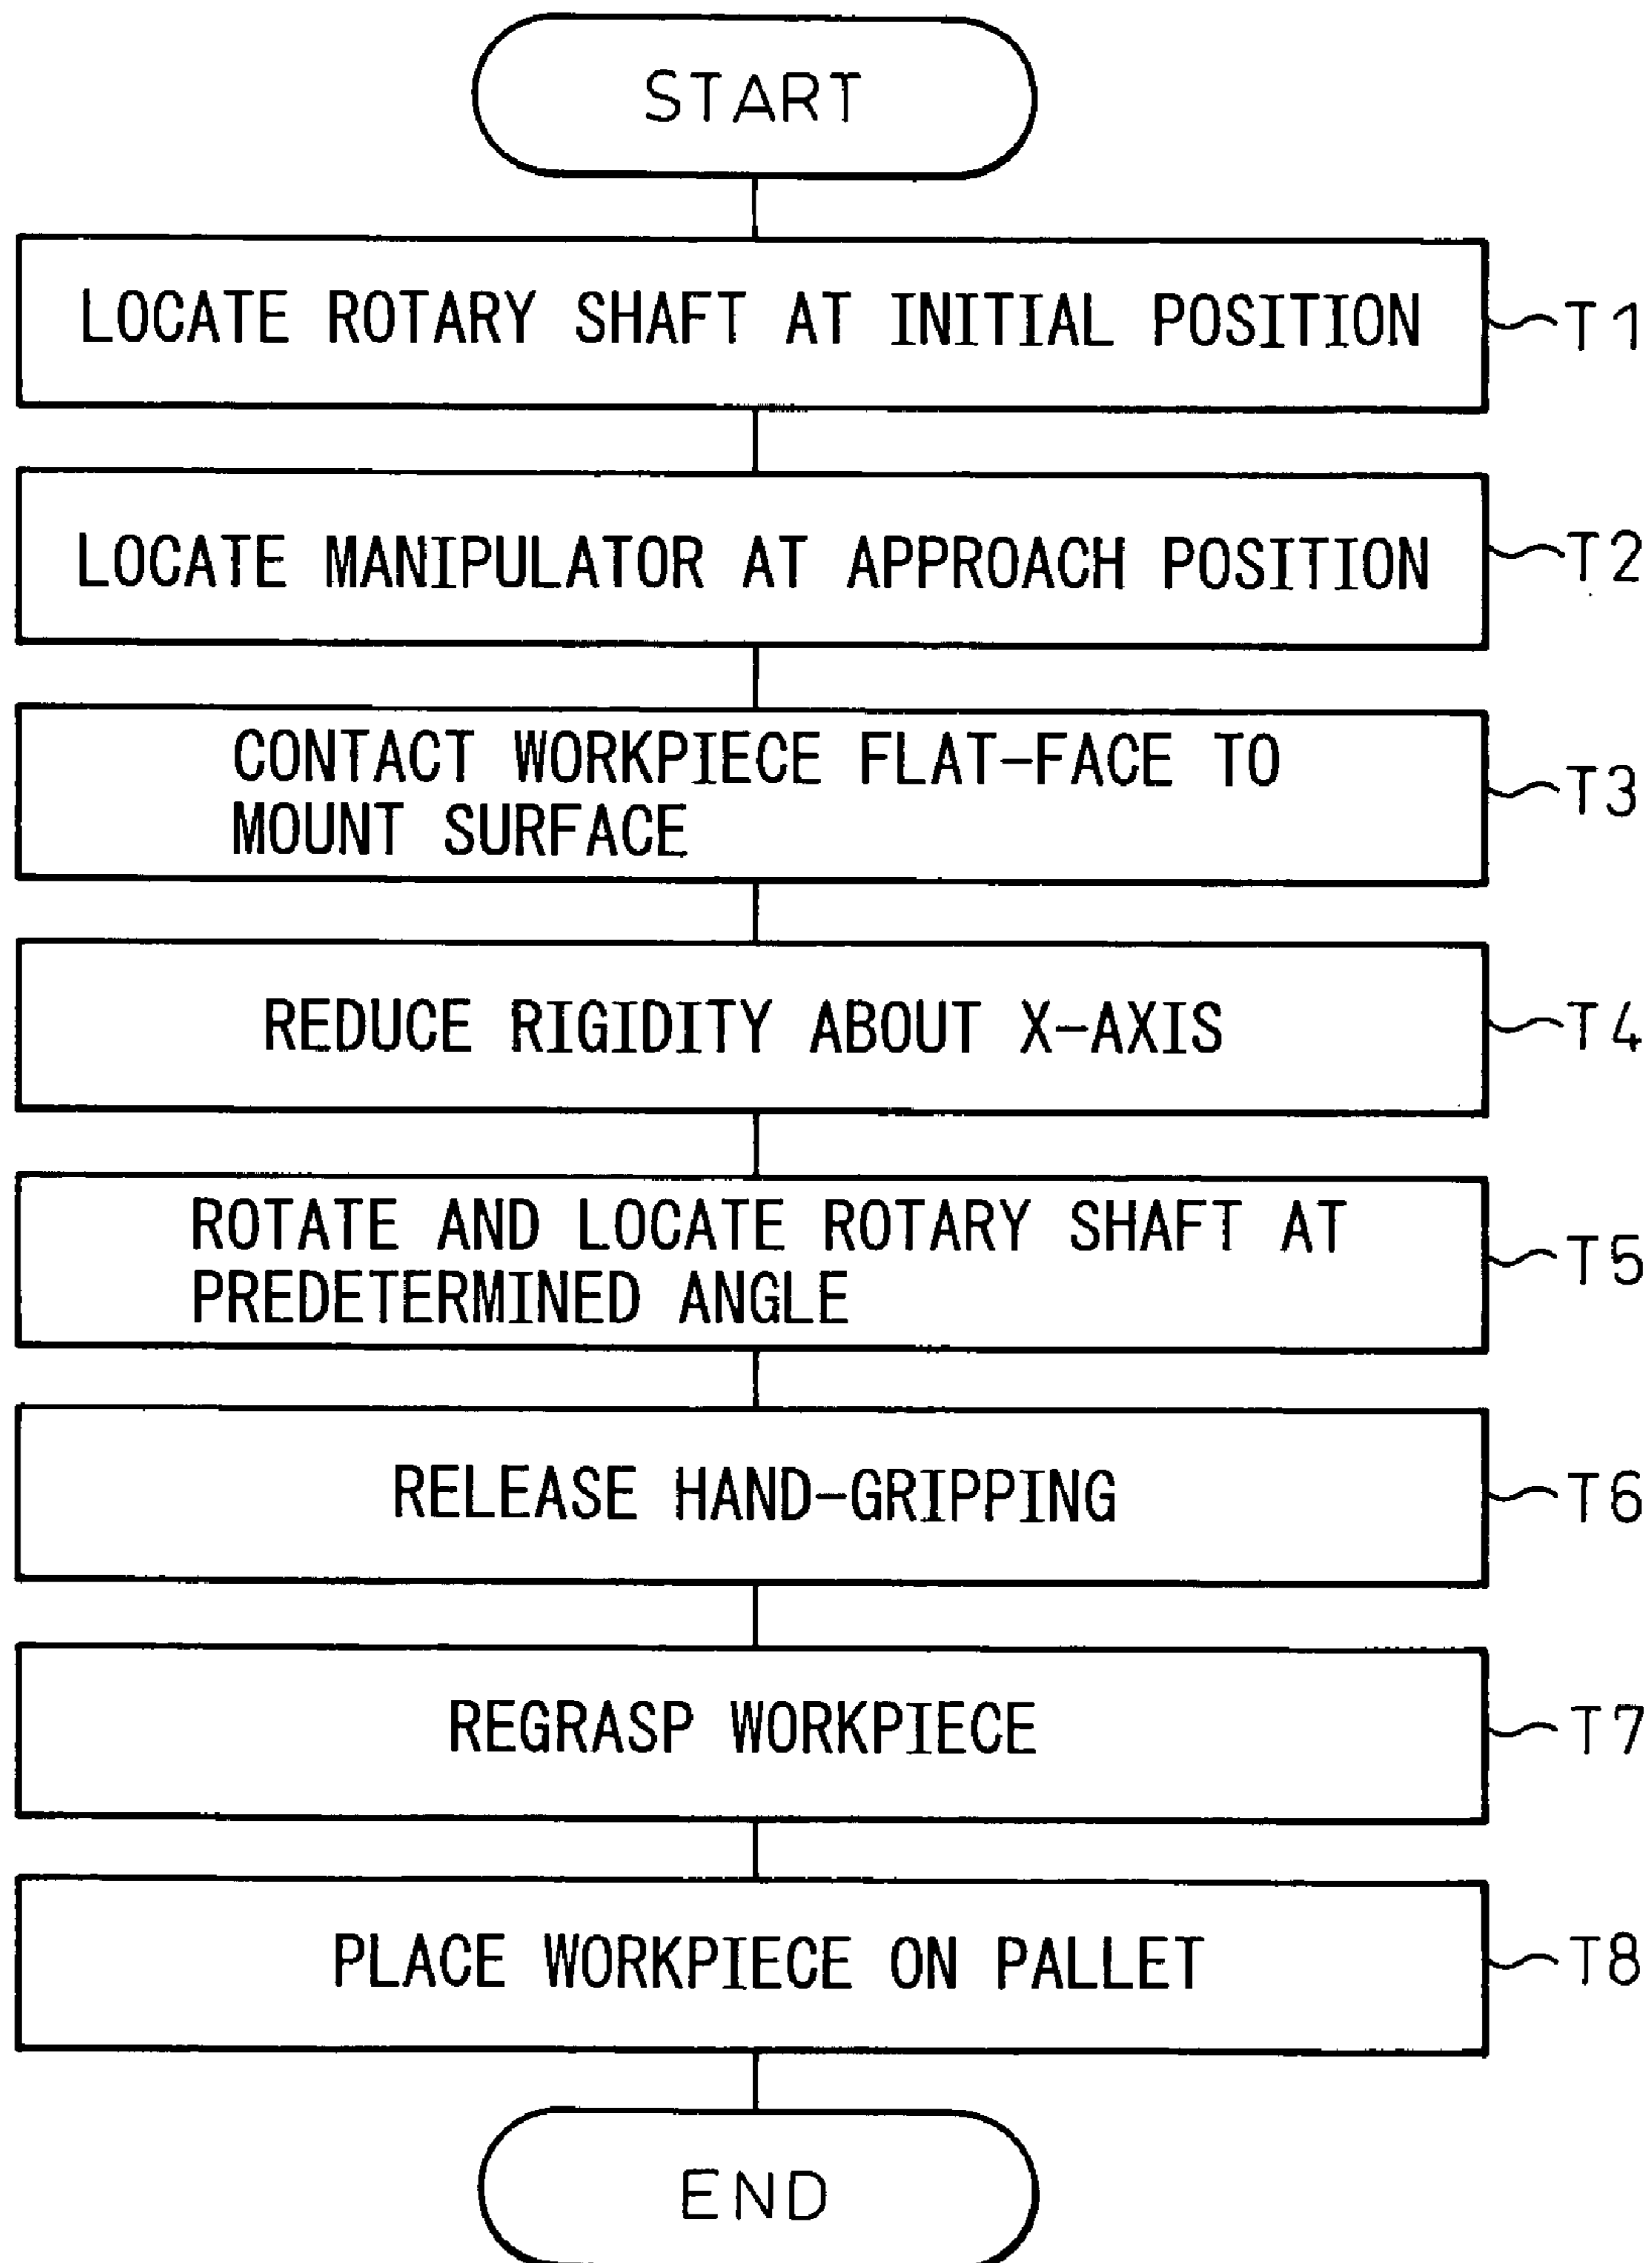 START
LOCATE ROTARY SHAFT AT INITIAL POSITION
T1
LOCATE MANIPULATOR AT APPROACH POSITION
T2
CONTACT WORKPIECE FLAT-FACE TO
MOUNT SURFACE
T3
REDUCE RIGIDITY ABOUT X-AXIS
T4
ROTATE AND LOCATE ROTARY SHAFT AT
PREDETERMINED ANGLE
T5
RELEASE HAND-GRIPPING
T6
REGRASP WORKPIECE
T7
PLACE WORKPIECE ON PALLET
T8
END